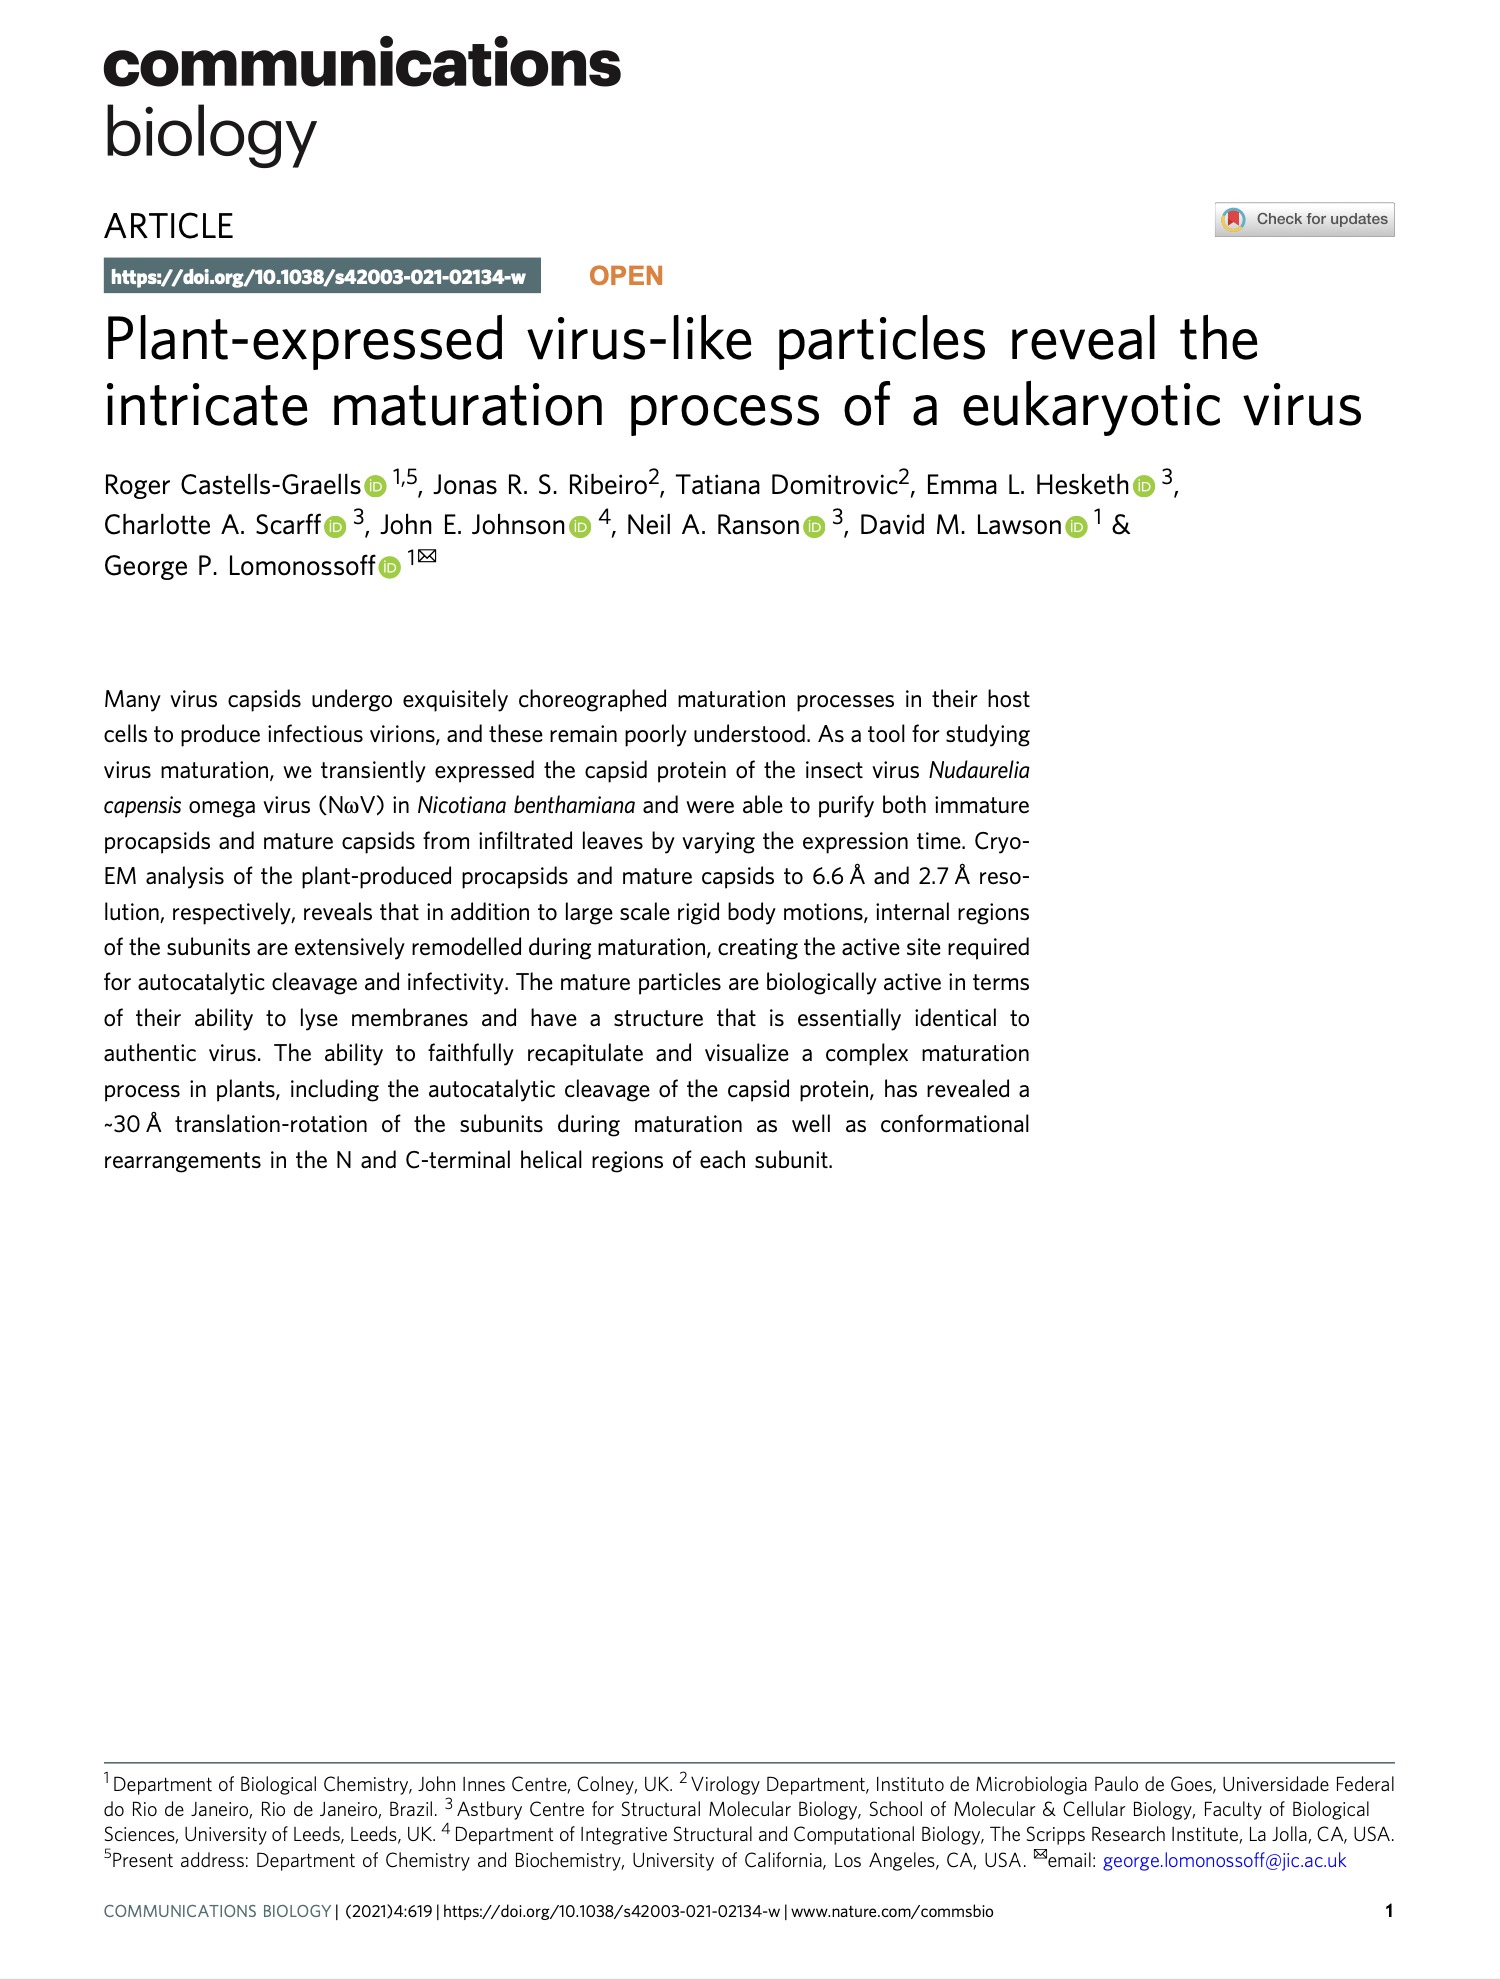 communications
biology
ARTICLE
Check for updates
https://doi.org/10.1038/s42003-021-02134-w OPEN
Plant-expressed virus-like particles reveal the
intricate maturation process of a eukaryotic virus
Roger Castells-Graells iD 1,5, Jonas R. S. Ribeiro2, Tatiana Domitrovic2, Emma L. Hesketh iD 3,
Charlotte A. Scarff iD 3, John E. Johnson iD 4, Neil A. Ranson iD 3, David M. Lawson iD 1 &
George P. Lomonossoff iD 1✉
Many virus capsids undergo exquisitely choreographed maturation processes in their host
cells to produce infectious virions, and these remain poorly understood. As a tool for studying
virus maturation, we transiently expressed the capsid protein of the insect virus Nudaurelia
capensis omega virus (NωV) in Nicotiana benthamiana and were able to purify both immature
procapsids and mature capsids from infiltrated leaves by varying the expression time. Cryo-
EM analysis of the plant-produced procapsids and mature capsids to 6.6 Å and 2.7 Å reso-
lution, respectively, reveals that in addition to large scale rigid body motions, internal regions
of the subunits are extensively remodelled during maturation, creating the active site required
for autocatalytic cleavage and infectivity. The mature particles are biologically active in terms
of their ability to lyse membranes and have a structure that is essentially identical to
authentic virus. The ability to faithfully recapitulate and visualize a complex maturation
process in plants, including the autocatalytic cleavage of the capsid protein, has revealed a
~30 Å translation-rotation of the subunits during maturation as well as conformational
rearrangements in the N and C-terminal helical regions of each subunit.
1 Department of Biological Chemistry, John Innes Centre, Colney, UK. 2 Virology Department, Instituto de Microbiologia Paulo de Goes, Universidade Federal
do Rio de Janeiro, Rio de Janeiro, Brazil. 3 Astbury Centre for Structural Molecular Biology, School of Molecular & Cellular Biology, Faculty of Biological
Sciences, University of Leeds, Leeds, UK. 4 Department of Integrative Structural and Computational Biology, The Scripps Research Institute, La Jolla, CA, USA.
5Present address: Department of Chemistry and Biochemistry, University of California, Los Angeles, CA, USA. ✉email: george.lomonossoff@jic.ac.uk
COMMUNICATIONS BIOLOGY | (2021)4:619 | https://doi.org/10.1038/s42003-021-02134-w | www.nature.com/commsbio 1